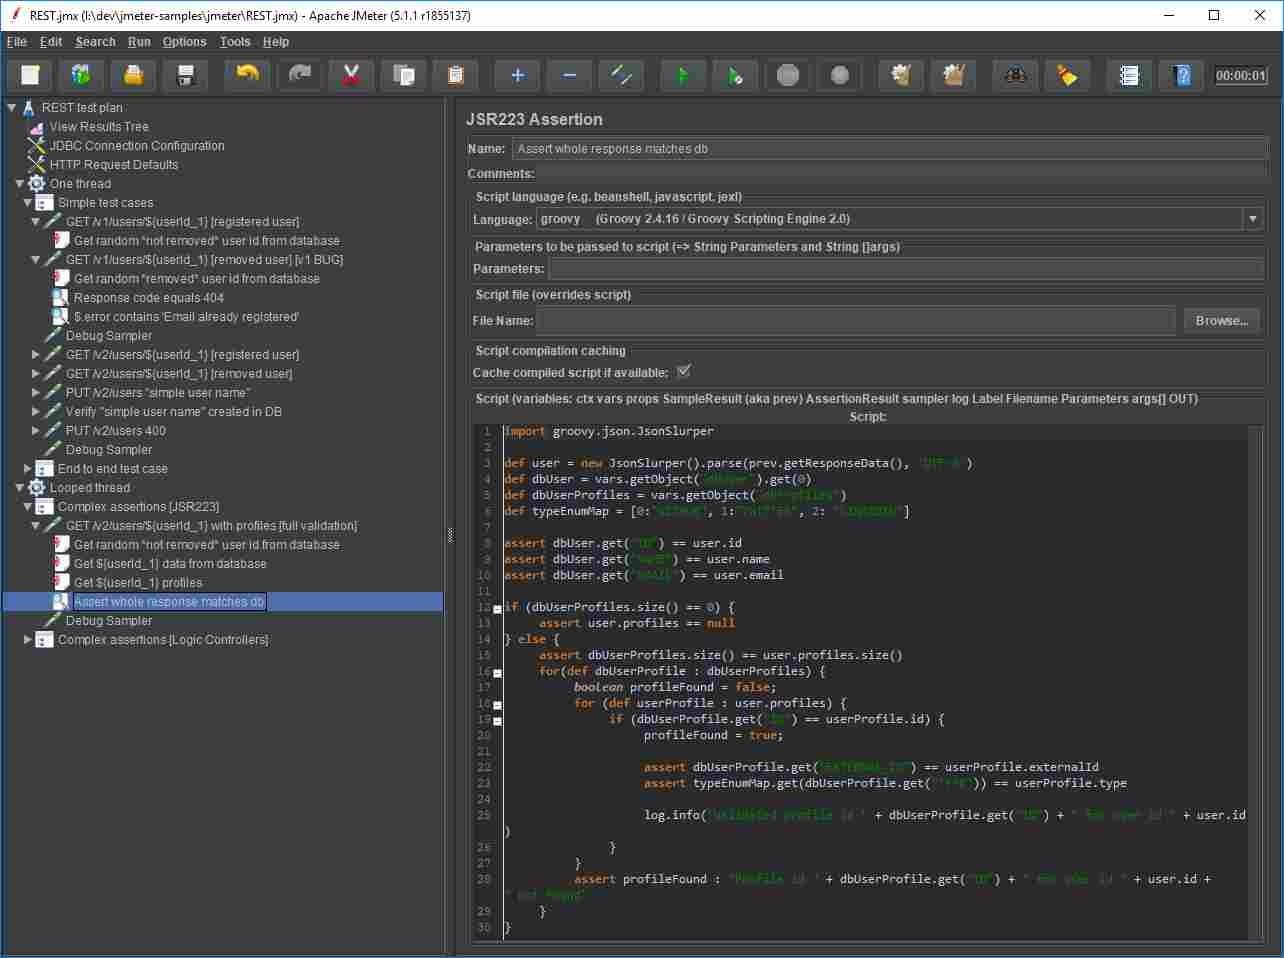 REST.jmx (I:\dev\jmeter-samples\jmeter\REST.jmx) - Apache JMeter (5.1.1 r1855137)
File Edit Search Run Options Tools Help
00:00:01
REST test plan
View Results Tree
JDBC Connection Configuration
HTTP Request Defaults
One thread
Simple test cases
GET /v1/users/${userId_1} [registered user]
Get random *not removed* user id from database
GET /v1/users/${userId_1} [removed user] [v1 BUG]
Get random *removed* user id from database
Response code equals 404
$.error contains 'Email already registered'
Debug Sampler
GET /v2/users/${userId_1} [registered user]
GET /v2/users/${userId_1} [removed user]
PUT /v2/users "simple user name"
Verify "simple user name" created in DB
PUT /v2/users 400
Debug Sampler
End to end test case
Looped thread
Complex assertions [JSR223]
GET /v2/users/${userId_1} with profiles [full validation]
Get random *not removed* user id from database
Get ${userId_1} data from database
Get ${userId_1} profiles
Assert whole response matches db
Debug Sampler
Complex assertions [Logic Controllers]
JSR223 Assertion
Name: Assert whole response matches db
Comments:
Script language (e.g. beanshell, javascript, jexl)
Language: groovy (Groovy 2.4.16 / Groovy Scripting Engine 2.0)
Parameters to be passed to script (=> String Parameters and String []args)
Parameters:
Script file (overrides script)
File Name: Browse...
Script compilation caching
Cache compiled script if available:
Script (variables: ctx vars props SampleResult (aka prev) AssertionResult sampler log Label Filename Parameters args[] OUT)
Script:
1 import groovy.json.JsonSlurper
2
3 def user = new JsonSlurper().parse(prev.getResponseData(), 'UTF-8')
4 def dbUser = vars.getObject("dbUser").get(0)
5 def dbUserProfiles = vars.getObject("dbProfiles")
6 def typeEnumMap = [0:" ", 1:" ", 2: "LINKEDIN"]
7
8 assert dbUser.get("ID") == user.id
9 assert dbUser.get("NAME") == user.name
10 assert dbUser.get("EMAIL") == user.email
11
12 if (dbUserProfiles.size() == 0) {
13 assert user.profiles == null
14 } else {
15 assert dbUserProfiles.size() == user.profiles.size()
16 for(def dbUserProfile : dbUserProfiles) {
17 boolean profileFound = false;
18 for (def userProfile : user.profiles) {
19 if (dbUserProfile.get("ID") == userProfile.id) {
20 profileFound = true;
21
22 assert dbUserProfile.get("EXTERNAL_ID") == userProfile.externalId
23 assert typeEnumMap.get(dbUserProfile.get("TYPE")) == userProfile.type
24
25 log.info("Validated profile id " + dbUserProfile.get("ID") + " for user id " + user.id
)
26 }
27 }
28 assert profileFound : "Profile id " + dbUserProfile.get("ID") + " for user id " + user.id +
" not found"
29 }
30 }